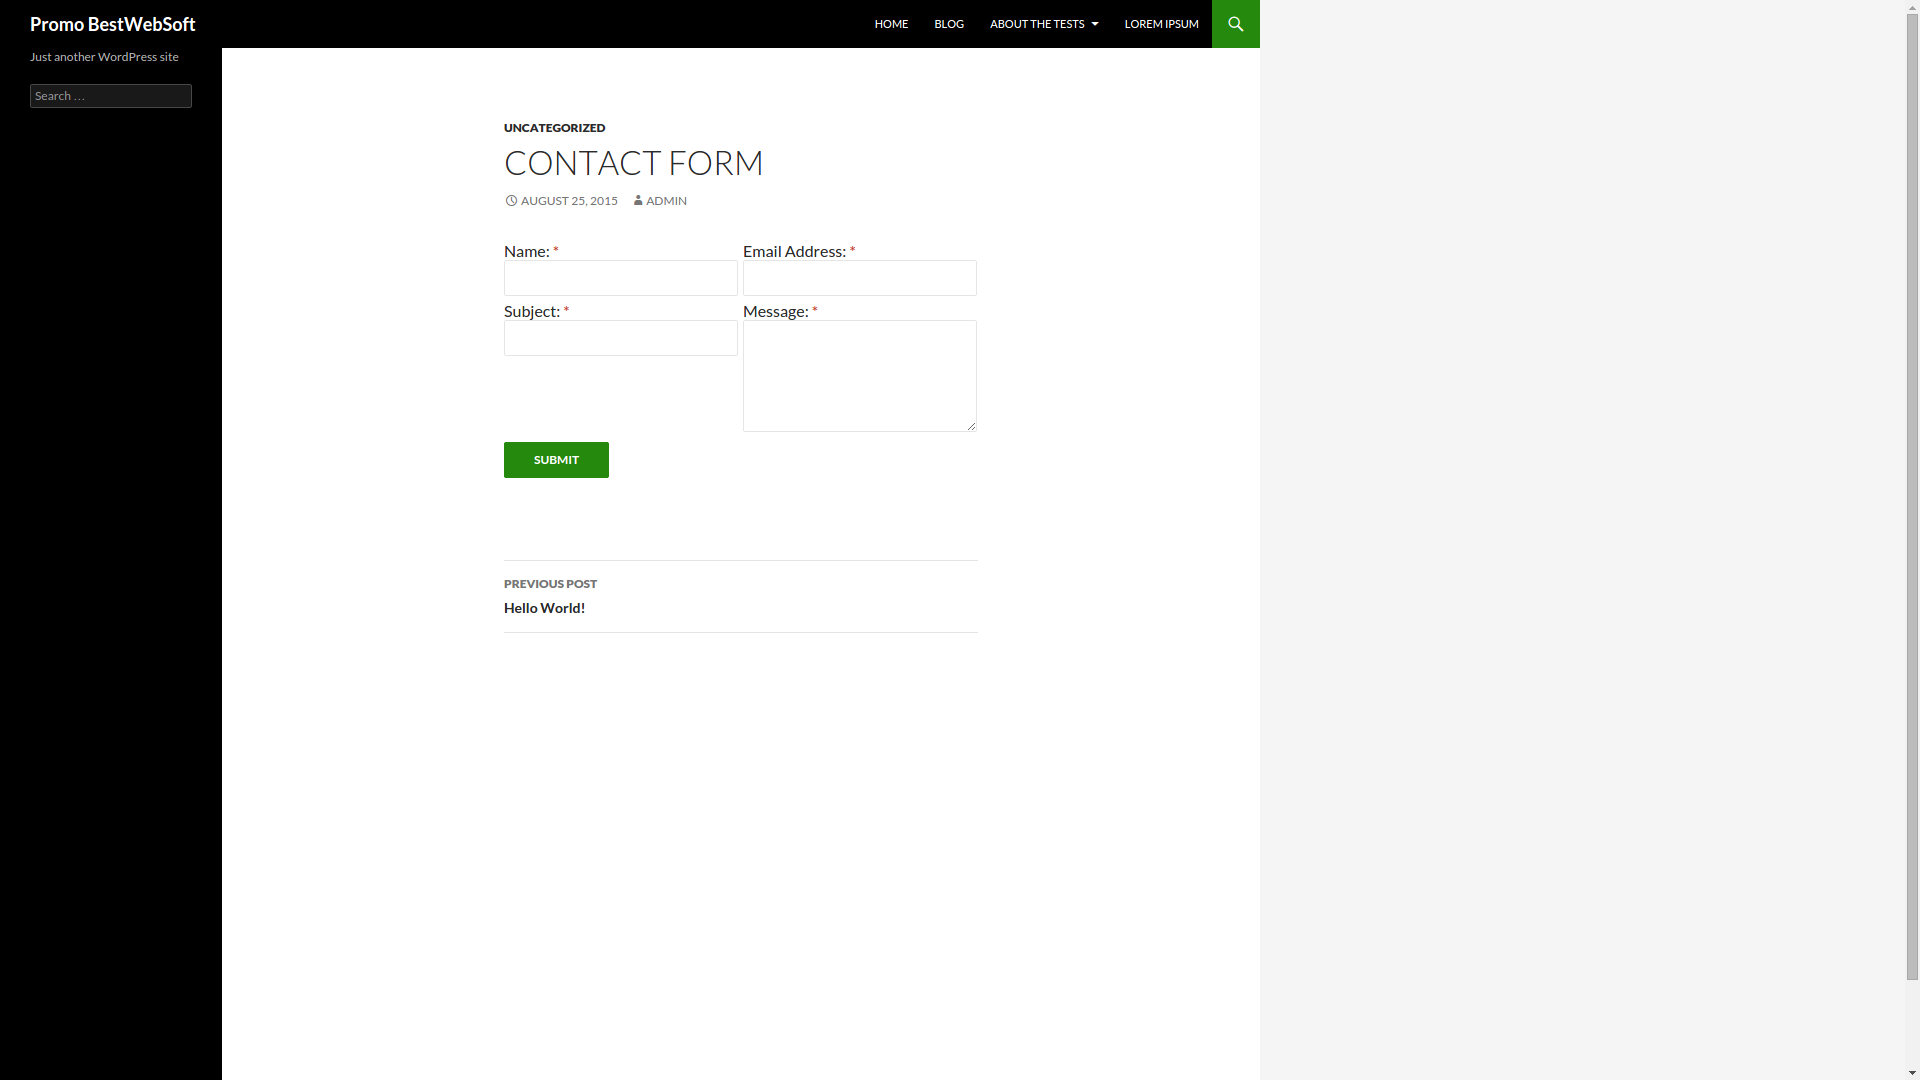 Promo BestWebSoft
HOME
BLOG
ABOUT THE TESTS
LOREM IPSUM
Just another WordPress site
Search ...
UNCATEGORIZED
CONTACT FORM
AUGUST 25, 2015
ADMIN
Name: *
Email Address: *
Subject: *
Message: *
SUBMIT
PREVIOUS POST
Hello World!